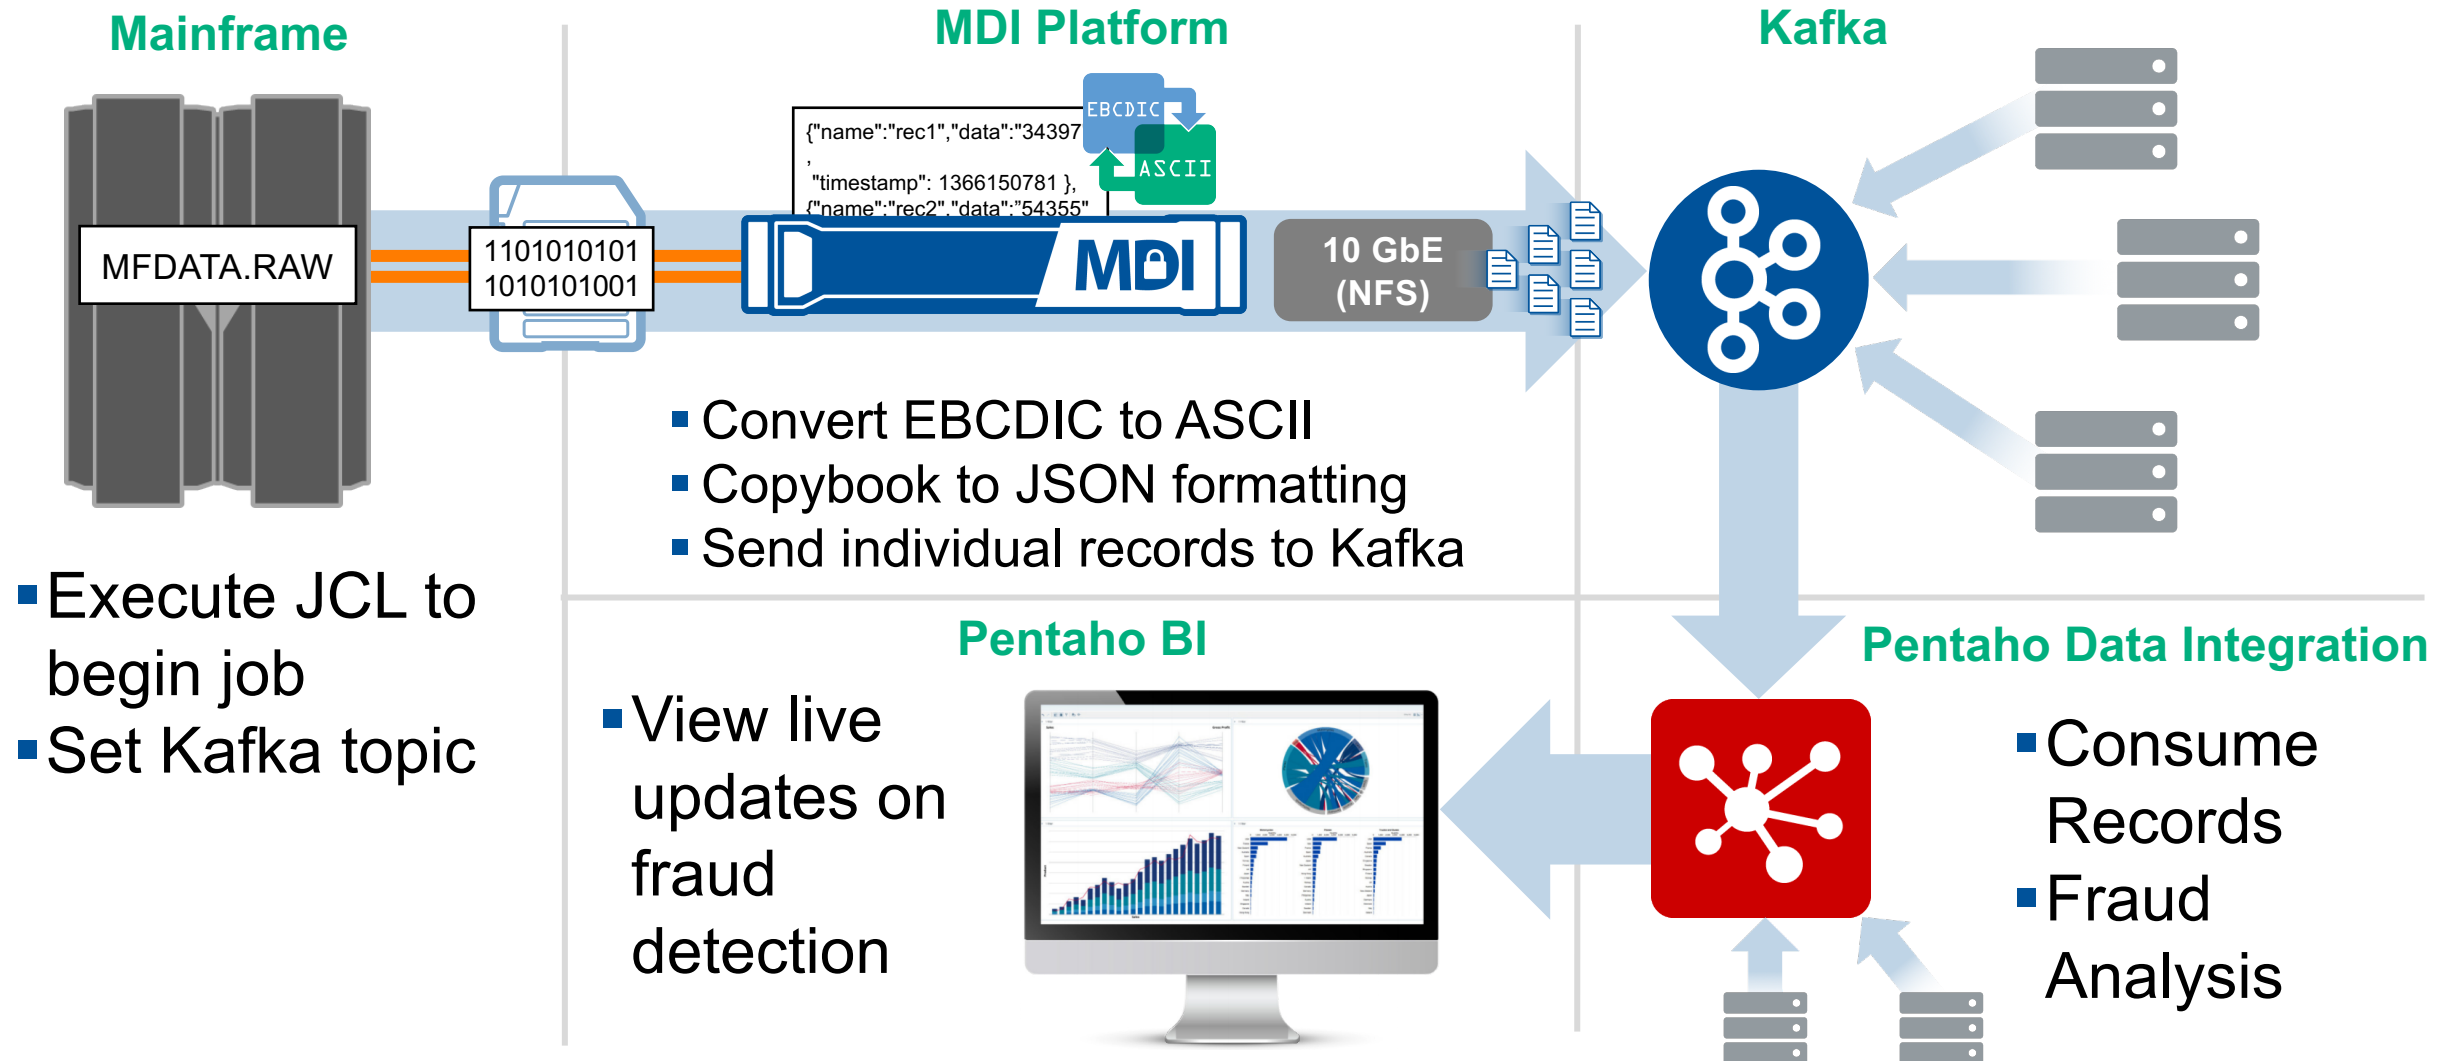 Mainframe
MFDATA.RAW
1101010101
1010101001
Execute JCL to
begin job
Set Kafka topic
MDI Platform
{"name":"rec1","data":"34397
,
"timestamp": 1366150781 },
{"name":"rec2","data":"54355"
EBCDIC
ASCII
MDI
10 GbE
(NFS)
Convert EBCDIC to ASCII
Copybook to JSON formatting
Send individual records to Kafka
Kafka
Pentaho BI
View live
updates on
fraud
detection
Pentaho Data Integration
Consume
Records
Fraud
Analysis